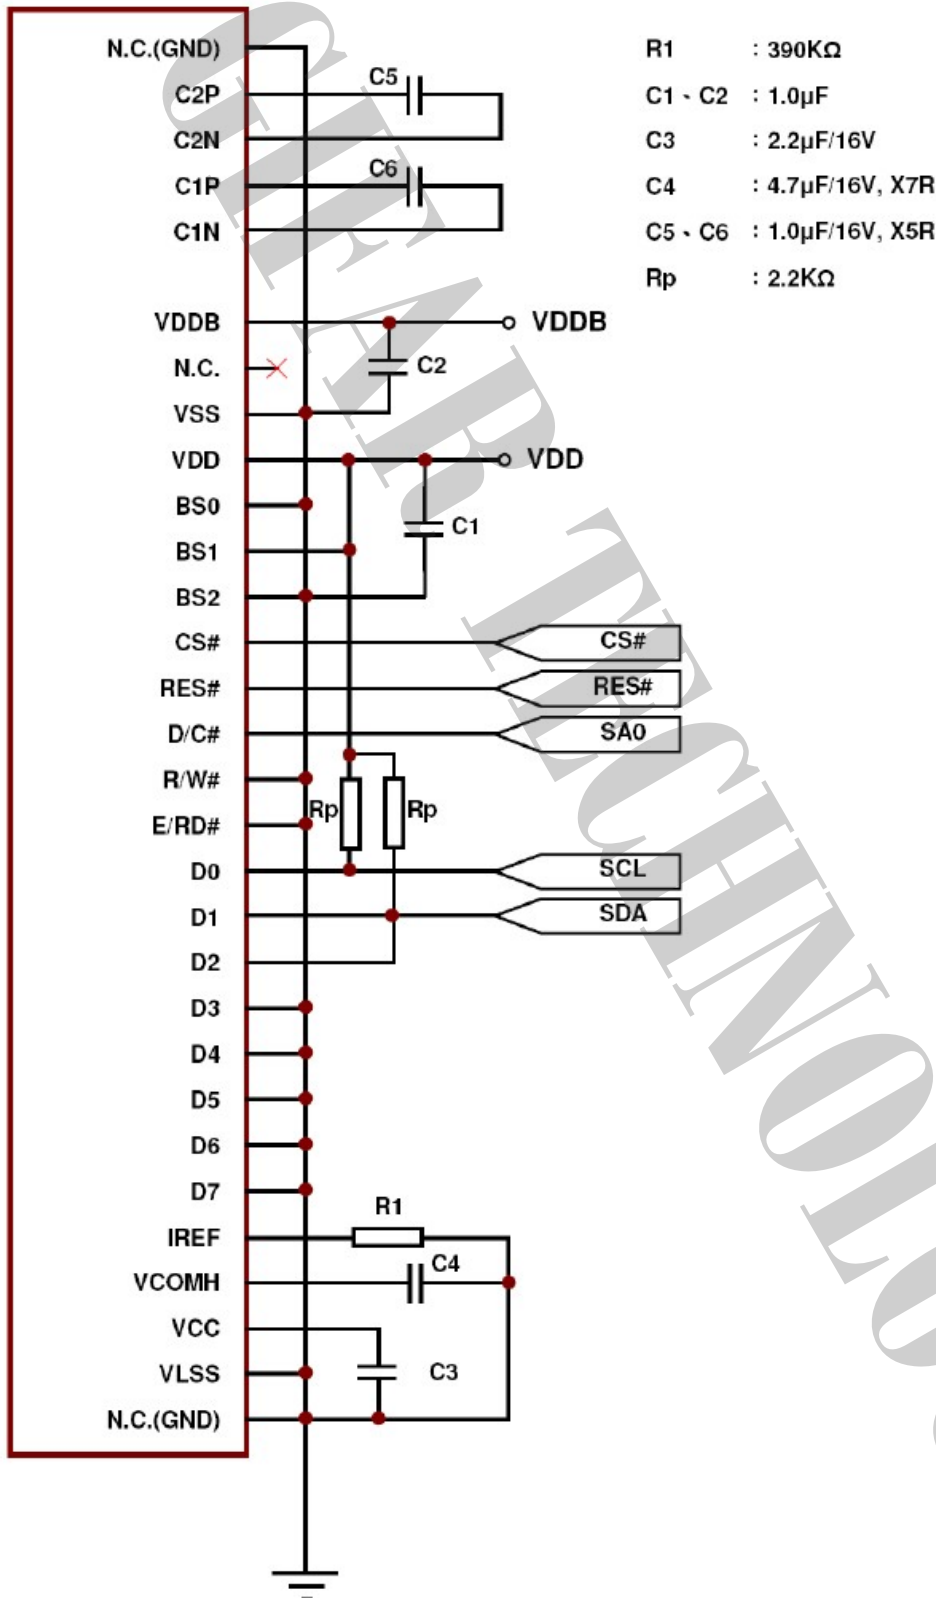 N.C.(GND)
C2P
C2N
C1P
C1N
VDDB
N.C.
VSS
VDD
BS0
BS1
BS2
CS#
RES#
D/C#
R/W#
E/RD#
D0
D1
D2
D3
D4
D5
D6
D7
IREF
VCOMH
VCC
VLSS
N.C.(GND)
C5
C6
VDDB
C2
VDD
C1
CS#
RES#
SA0
Rp
Rp
SCL
SDA
R1
C4
C3
R1 : 390KΩ
C1、C2 : 1.0μF
C3 : 2.2μF/16V
C4 : 4.7μF/16V, X7R
C5、C6 : 1.0μF/16V, X5R
Rp : 2.2KΩ